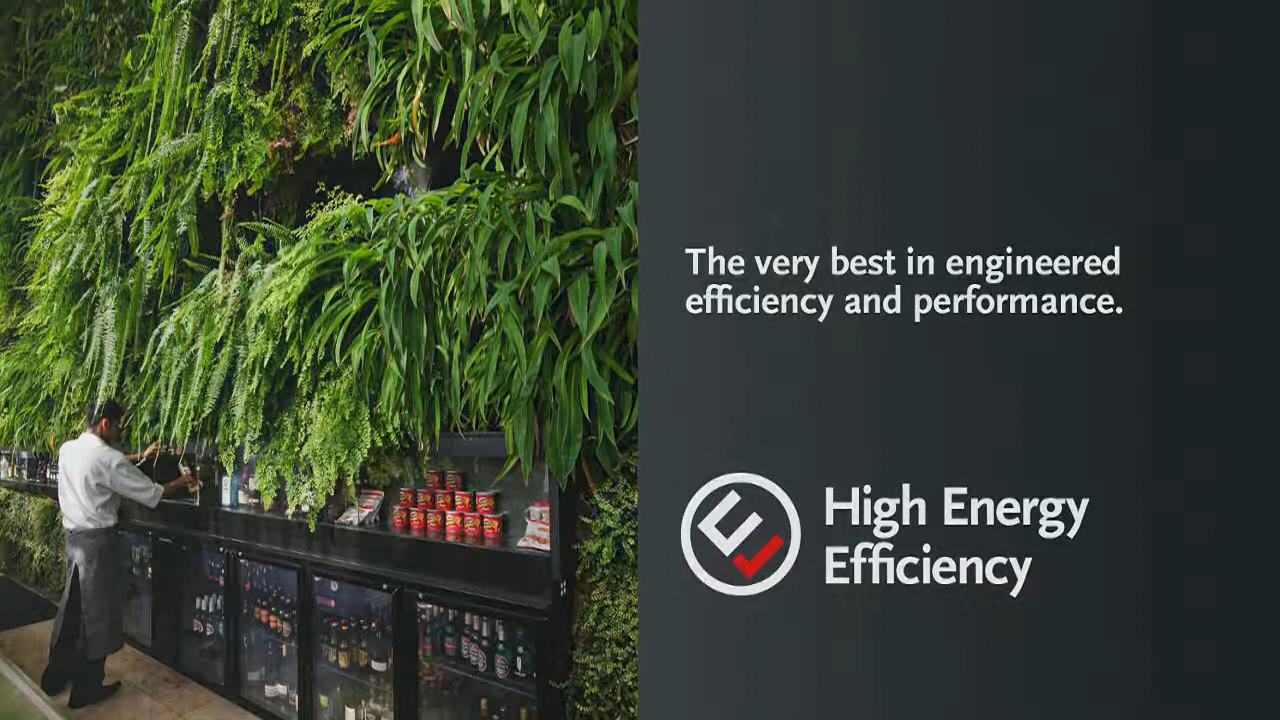 The very best in engineered
efficiency and performance.
High Energy
Efficiency